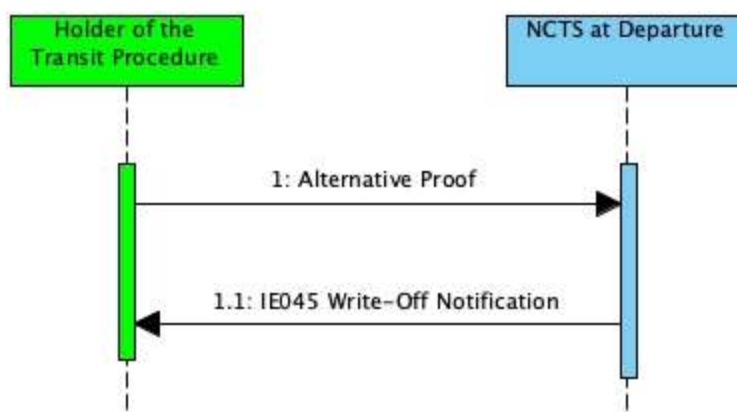 Holder of the
Transit Procedure
NCTS at Departure
1: Alternative Proof
1.1: IE045 Write-Off Notification